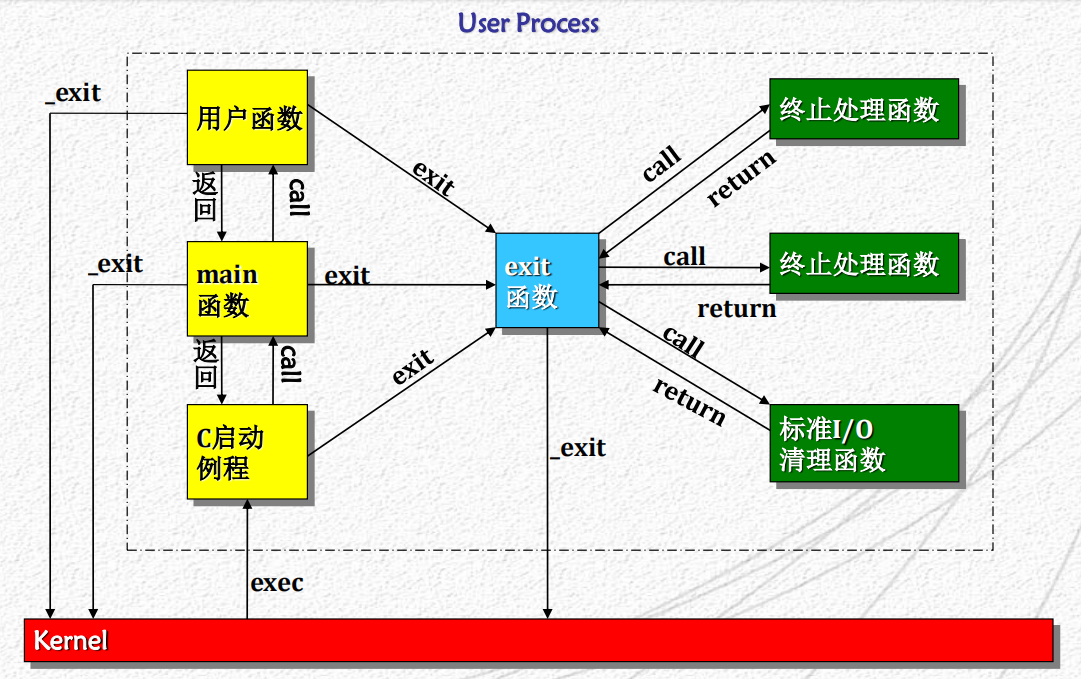 User Process
_exit
用户函数
终止处理函数
exit
call
return
返
回
call
_exit
main
函数
exit
exit
函数
call
终止处理函数
return
返
回
call
exit
call
return
C启动
例程
标准I/O
清理函数
_exit
exec
Kernel